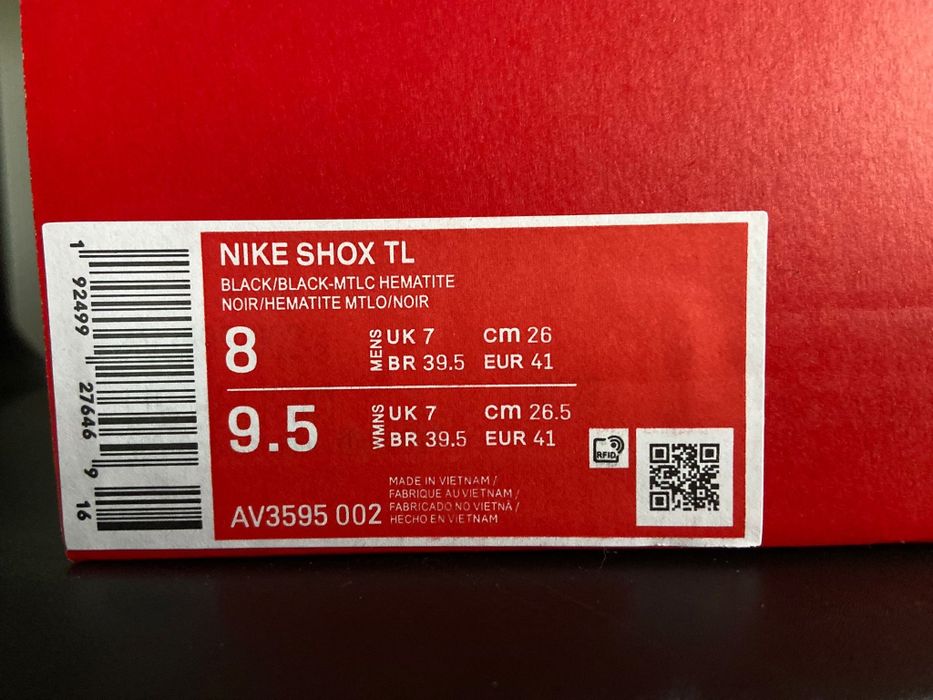 1 92499 27646 9 16
NIKE SHOX TL
BLACK/BLACK-MTLC HEMATITE
NOIR/HEMATITE MTLO/NOIR
8 MENS UK 7 cm 26
BR 39.5 EUR 41
9.5 WMNS UK 7 cm 26.5
BR 39.5 EUR 41
RFID
MADE IN VIETNAM /
FABRIQUE AU VIETNAM /
FABRICADO NO VIETNÃ /
HECHO EN VIETNAM
AV3595 002